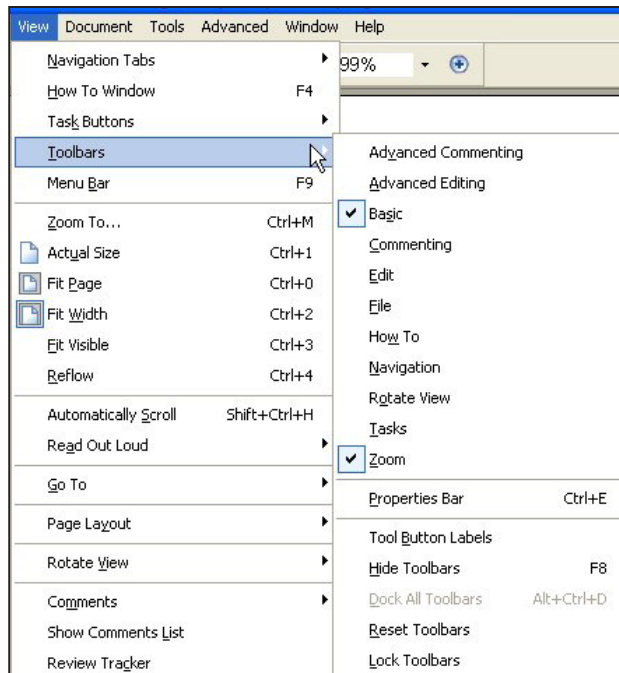 View Document Tools Advanced Window Help
99%
Navigation Tabs
How To Window F4
Task Buttons
Toolbars
Menu Bar F9
Zoom To... Ctrl+M
Actual Size Ctrl+1
Fit Page Ctrl+0
Fit Width Ctrl+2
Fit Visible Ctrl+3
Reflow Ctrl+4
Automatically Scroll Shift+Ctrl+H
Read Out Loud
Go To
Page Layout
Rotate View
Comments
Show Comments List
Review Tracker
Advanced Commenting
Advanced Editing
Basic
Commenting
Edit
File
How To
Navigation
Rotate View
Tasks
Zoom
Properties Bar Ctrl+E
Tool Button Labels
Hide Toolbars F8
Dock All Toolbars Alt+Ctrl+D
Reset Toolbars
Lock Toolbars